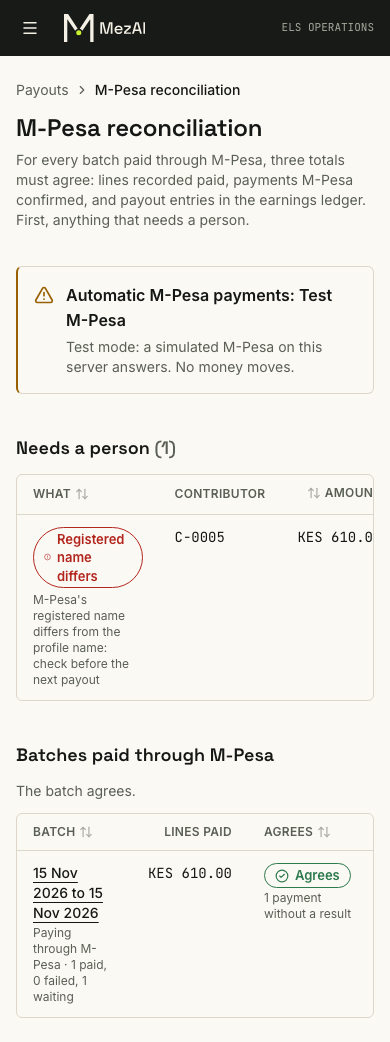 MezAI
ELS OPERATIONS
Payouts > M-Pesa reconciliation
M-Pesa reconciliation
For every batch paid through M-Pesa, three totals
must agree: lines recorded paid, payments M-Pesa
confirmed, and payout entries in the earnings ledger.
First, anything that needs a person.
Automatic M-Pesa payments: Test
M-Pesa
Test mode: a simulated M-Pesa on this
server answers. No money moves.
Needs a person (1)
WHAT CONTRIBUTOR AMOUN
Registered
name
differs
C-0005 KES 610.0
M-Pesa's
registered name
differs from the
profile name:
check before the
next payout
Batches paid through M-Pesa
The batch agrees.
BATCH LINES PAID AGREES
15 Nov
2026 to 15
Nov 2026
Paying
through M-
Pesa · 1 paid,
0 failed, 1
waiting
KES 610.00
Agrees
1 payment
without a result